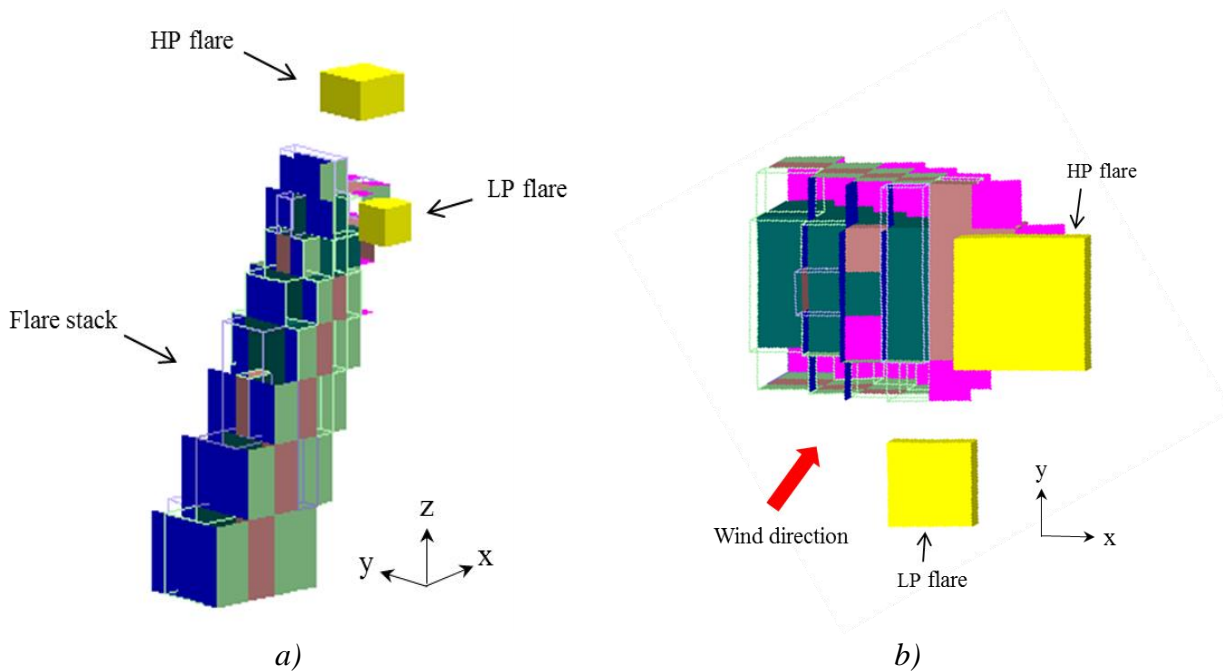 HP flare
LP flare
Flare stack
z
y
x
a)
HP flare
Wind direction
LP flare
y
x
b)